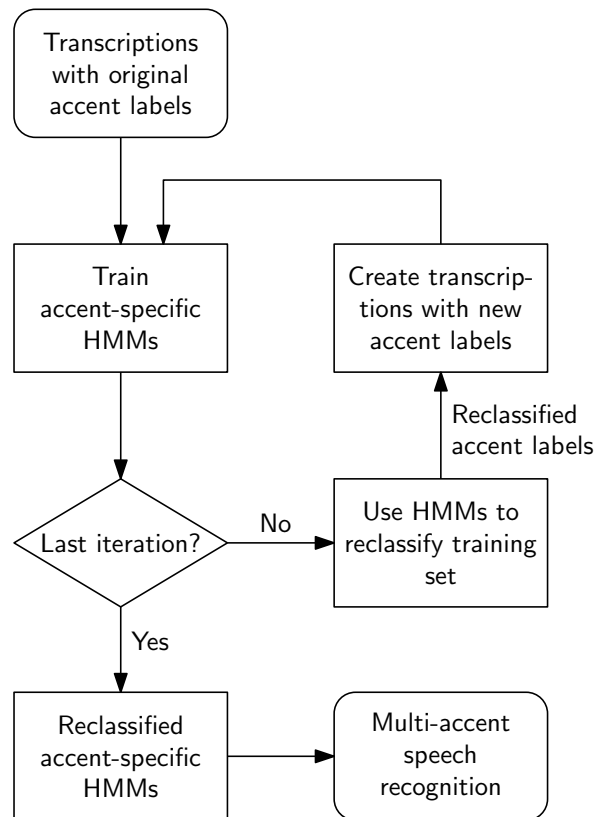 Transcriptions
with original
accent labels
Train
accent-specific
HMMs
Create transcrip-
tions with new
accent labels
Reclassified
accent labels
Last iteration?
No
Use HMMs to
reclassify training
set
Yes
Reclassified
accent-specific
HMMs
Multi-accent
speech
recognition